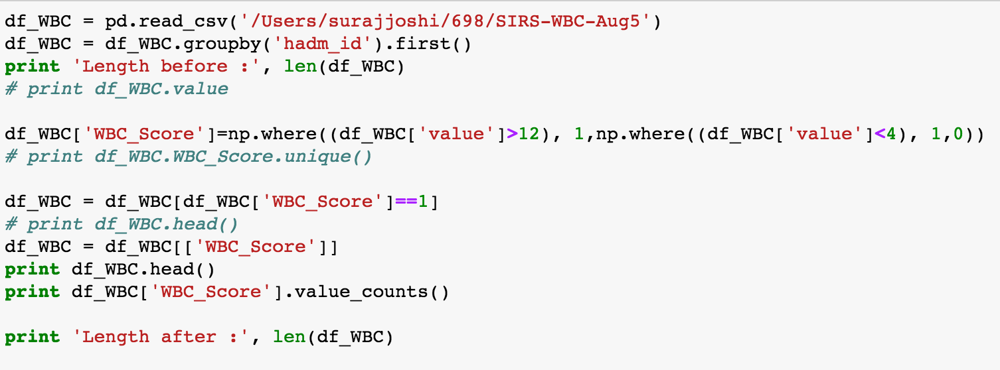 df_WBC = pd.read_csv('/Users/surajjoshi/698/SIRS-WBC-Aug5')
df_WBC = df_WBC.groupby('hadm_id').first()
print 'Length before :', len(df_WBC)
# print df_WBC.value
df_WBC['WBC_Score']=np.where((df_WBC['value']>12), 1,np.where((df_WBC['value']<4), 1,0))
# print df_WBC.WBC_Score.unique()
df_WBC = df_WBC[df_WBC['WBC_Score']==1]
# print df_WBC.head()
df_WBC = df_WBC[['WBC_Score']]
print df_WBC.head()
print df_WBC['WBC_Score'].value_counts()
print 'Length after :', len(df_WBC)